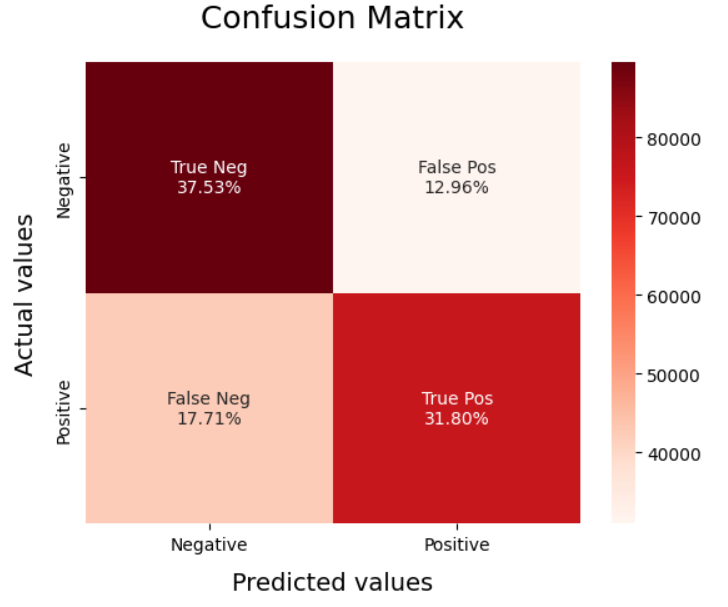 Confusion Matrix
Actual values
Negative
Positive
True Neg
37.53%
False Pos
12.96%
False Neg
17.71%
True Pos
31.80%
Negative
Positive
Predicted values
80000
70000
60000
50000
40000